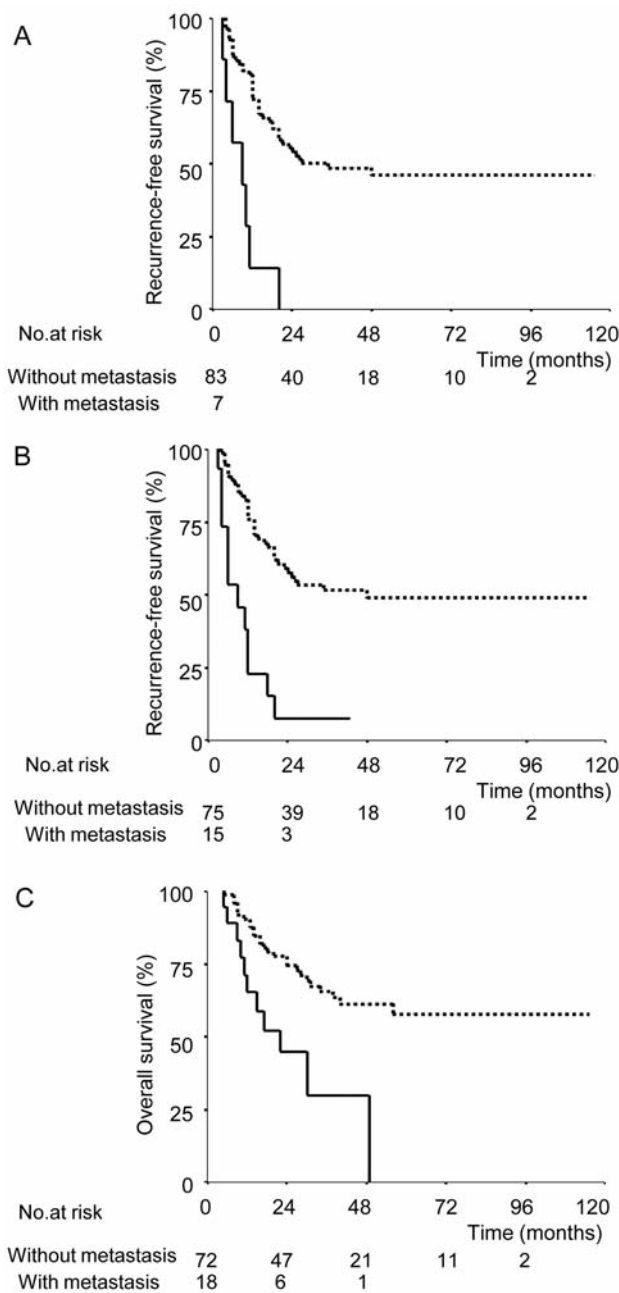 A
Recurrence-free survival (%)
100
75
50
25
0
0 24 48 72 96 120
Time (months)
No.at risk
Without metastasis 83 40 18 10 2
With metastasis 7
B
Recurrence-free survival (%)
100
75
50
25
0
0 24 48 72 96 120
Time (months)
No.at risk
Without metastasis 75 39 18 10 2
With metastasis 15 3
C
Overall survival (%)
100
75
50
25
0
0 24 48 72 96 120
Time (months)
No.at risk
Without metastasis 72 47 21 11 2
With metastasis 18 6 1